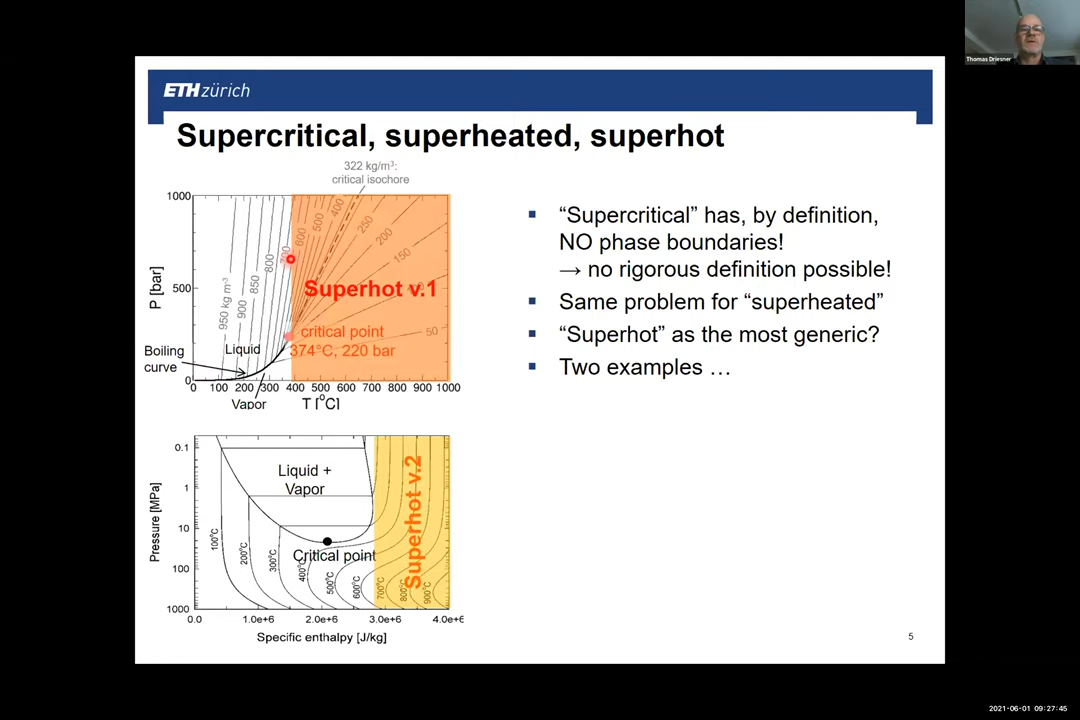 Thomas Driesner
ETH zürich
Supercritical, superheated, superhot
322 kg/m³:
critical isochore
1000
500
0
P [bar]
950 kg m⁻³
900
850
800
700
600
500
400
250
200
150
50
Superhot v.1
critical point
374°C, 220 bar
Liquid
Boiling
curve
Vapor
0 100 200 300 400 500 600 700 800 900 1000
T [°C]
0.1
1
10
100
1000
Pressure [MPa]
Liquid +
Vapor
Critical point
Superhot v.2
100°C
200°C
300°C
400°C
500°C
600°C
700°C
800°C
900°C
0.0 1.0e+6 2.0e+6 3.0e+6 4.0e+6
Specific enthalpy [J/kg]
▪ “Supercritical” has, by definition,
NO phase boundaries!
→ no rigorous definition possible!
▪ Same problem for “superheated”
▪ “Superhot” as the most generic?
▪ Two examples …
5
2021-06-01 09:27:45